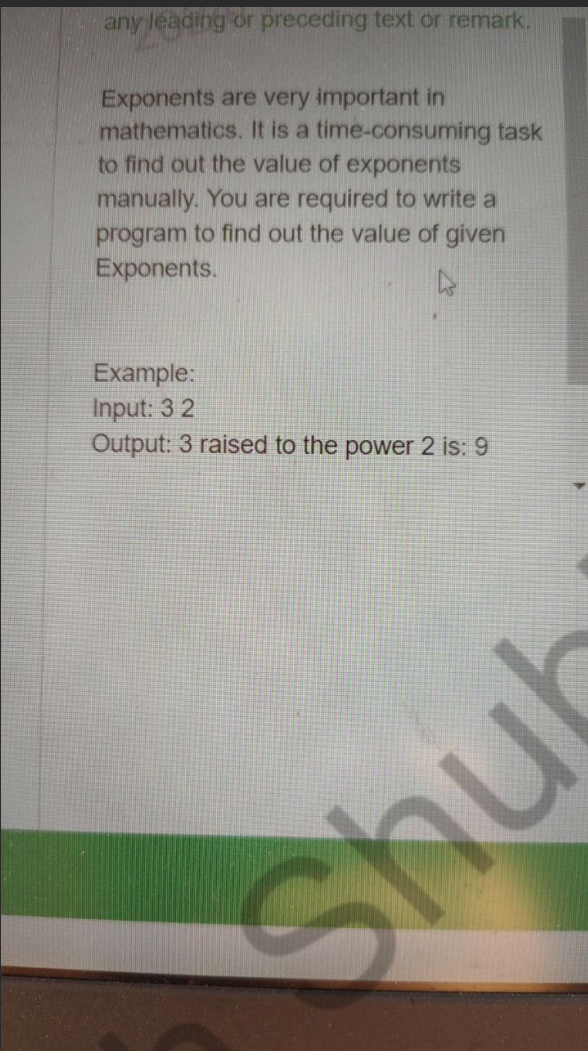 any leading or preceding text or remark.
Exponents are very important in
mathematics. It is a time-consuming task
to find out the value of exponents
manually. You are required to write a
program to find out the value of given
Exponents.
Example:
Input: 3 2
Output: 3 raised to the power 2 is: 9
Shub